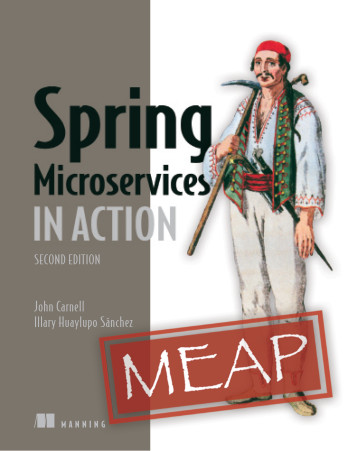 Spring
Microservices
IN ACTION
SECOND EDITION
John Carnell
Illary Huaylupo Sánchez
MEAP
MANNING